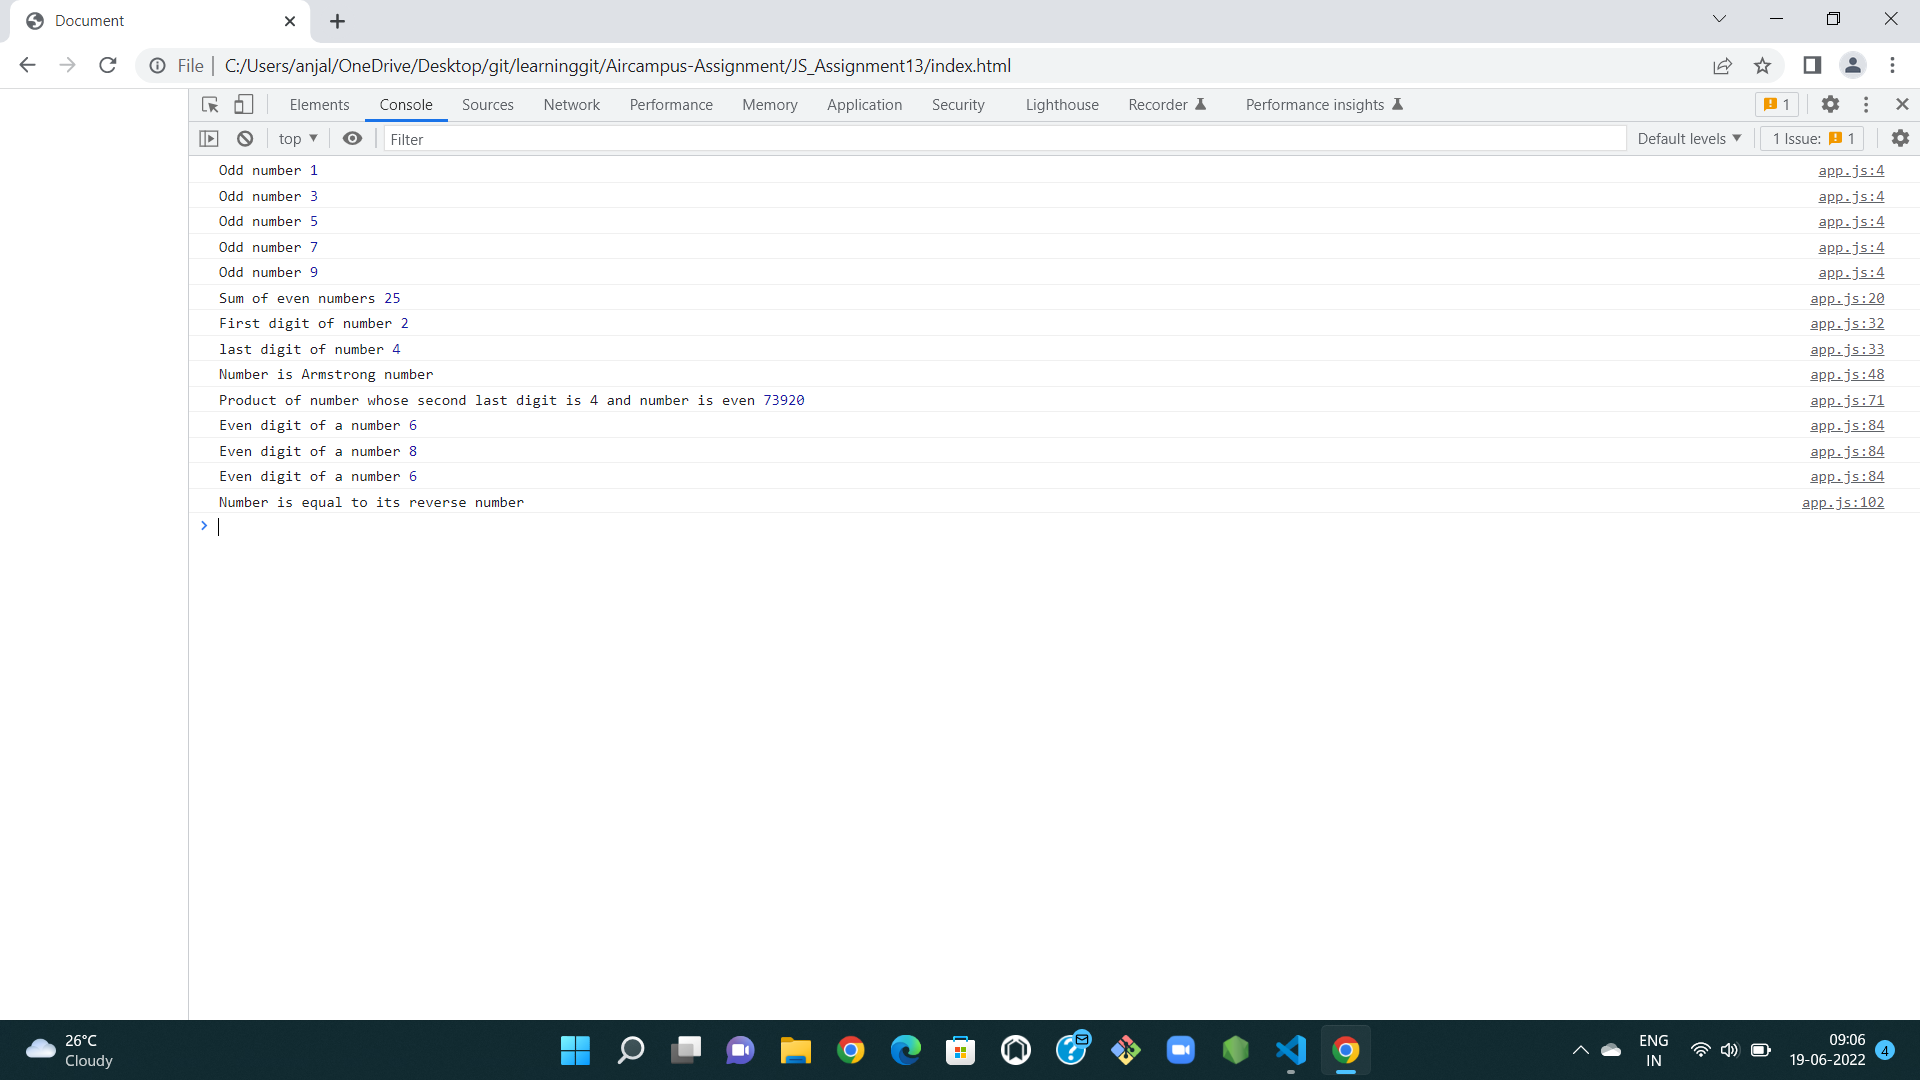 Document
File | C:/Users/anjal/OneDrive/Desktop/git/learninggit/Aircampus-Assignment/JS_Assignment13/index.html
Elements Console Sources Network Performance Memory Application Security Lighthouse Recorder Performance insights 1
top Filter Default levels 1 Issue: 1
Odd number 1 app.js:4
Odd number 3 app.js:4
Odd number 5 app.js:4
Odd number 7 app.js:4
Odd number 9 app.js:4
Sum of even numbers 25 app.js:20
First digit of number 2 app.js:32
last digit of number 4 app.js:33
Number is Armstrong number app.js:48
Product of number whose second last digit is 4 and number is even 73920 app.js:71
Even digit of a number 6 app.js:84
Even digit of a number 8 app.js:84
Even digit of a number 6 app.js:84
Number is equal to its reverse number app.js:102
26°C
Cloudy
ENG
IN
09:06
19-06-2022
4